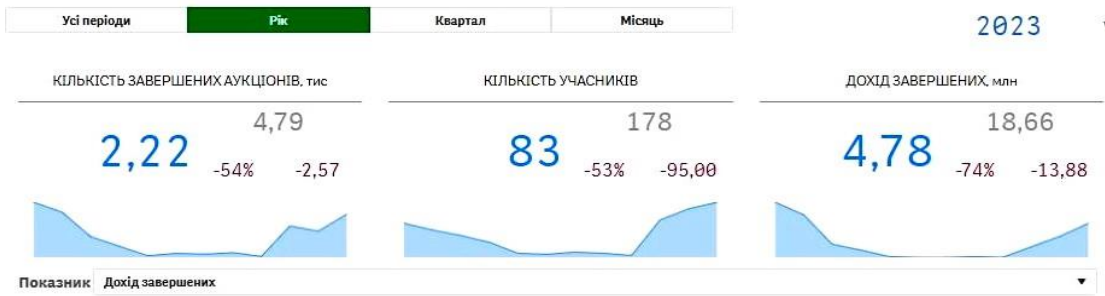 Усі періоди Рік Квартал Місяць
2023
КІЛЬКІСТЬ ЗАВЕРШЕНИХ АУКЦІОНІВ, тис
4,79
2,22 -54% -2,57
КІЛЬКІСТЬ УЧАСНИКІВ
178
83 -53% -95,00
ДОХІД ЗАВЕРШЕНИХ, млн
18,66
4,78 -74% -13,88
Показник Дохід завершених